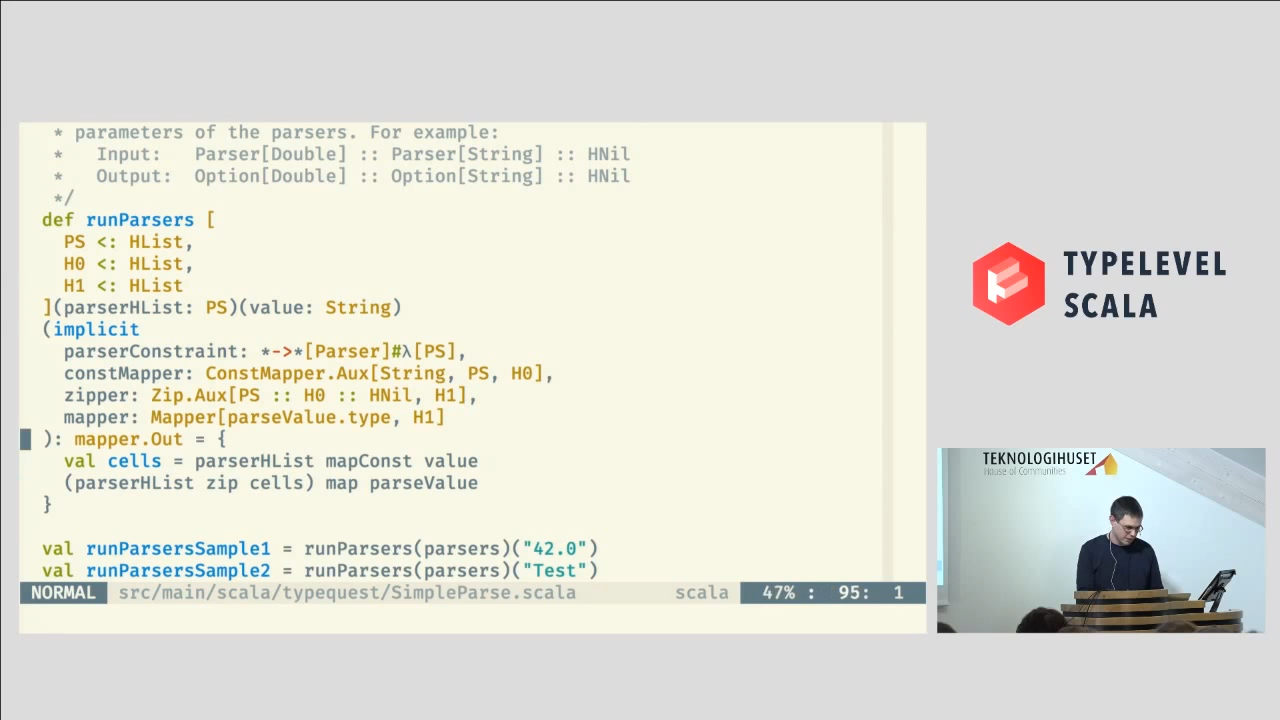 * parameters of the parsers. For example:
*   Input:   Parser[Double] :: Parser[String] :: HNil
*   Output:  Option[Double] :: Option[String] :: HNil
*/
def runParsers [
PS <: HList,
H0 <: HList,
H1 <: HList
](parserHList: PS)(value: String)
(implicit
parserConstraint: *->*[Parser]#λ[PS],
constMapper: ConstMapper.Aux[String, PS, H0],
zipper: Zip.Aux[PS :: H0 :: HNil, H1],
mapper: Mapper[parseValue.type, H1]
): mapper.Out = {
val cells = parserHList mapConst value
(parserHList zip cells) map parseValue
}
val runParsersSample1 = runParsers(parsers)("42.0")
val runParsersSample2 = runParsers(parsers)("Test")
NORMAL src/main/scala/typequest/SimpleParse.scala scala 47% : 95: 1
TYPELEVEL
SCALA
TEKNOLOGIHUSET
House of Communities